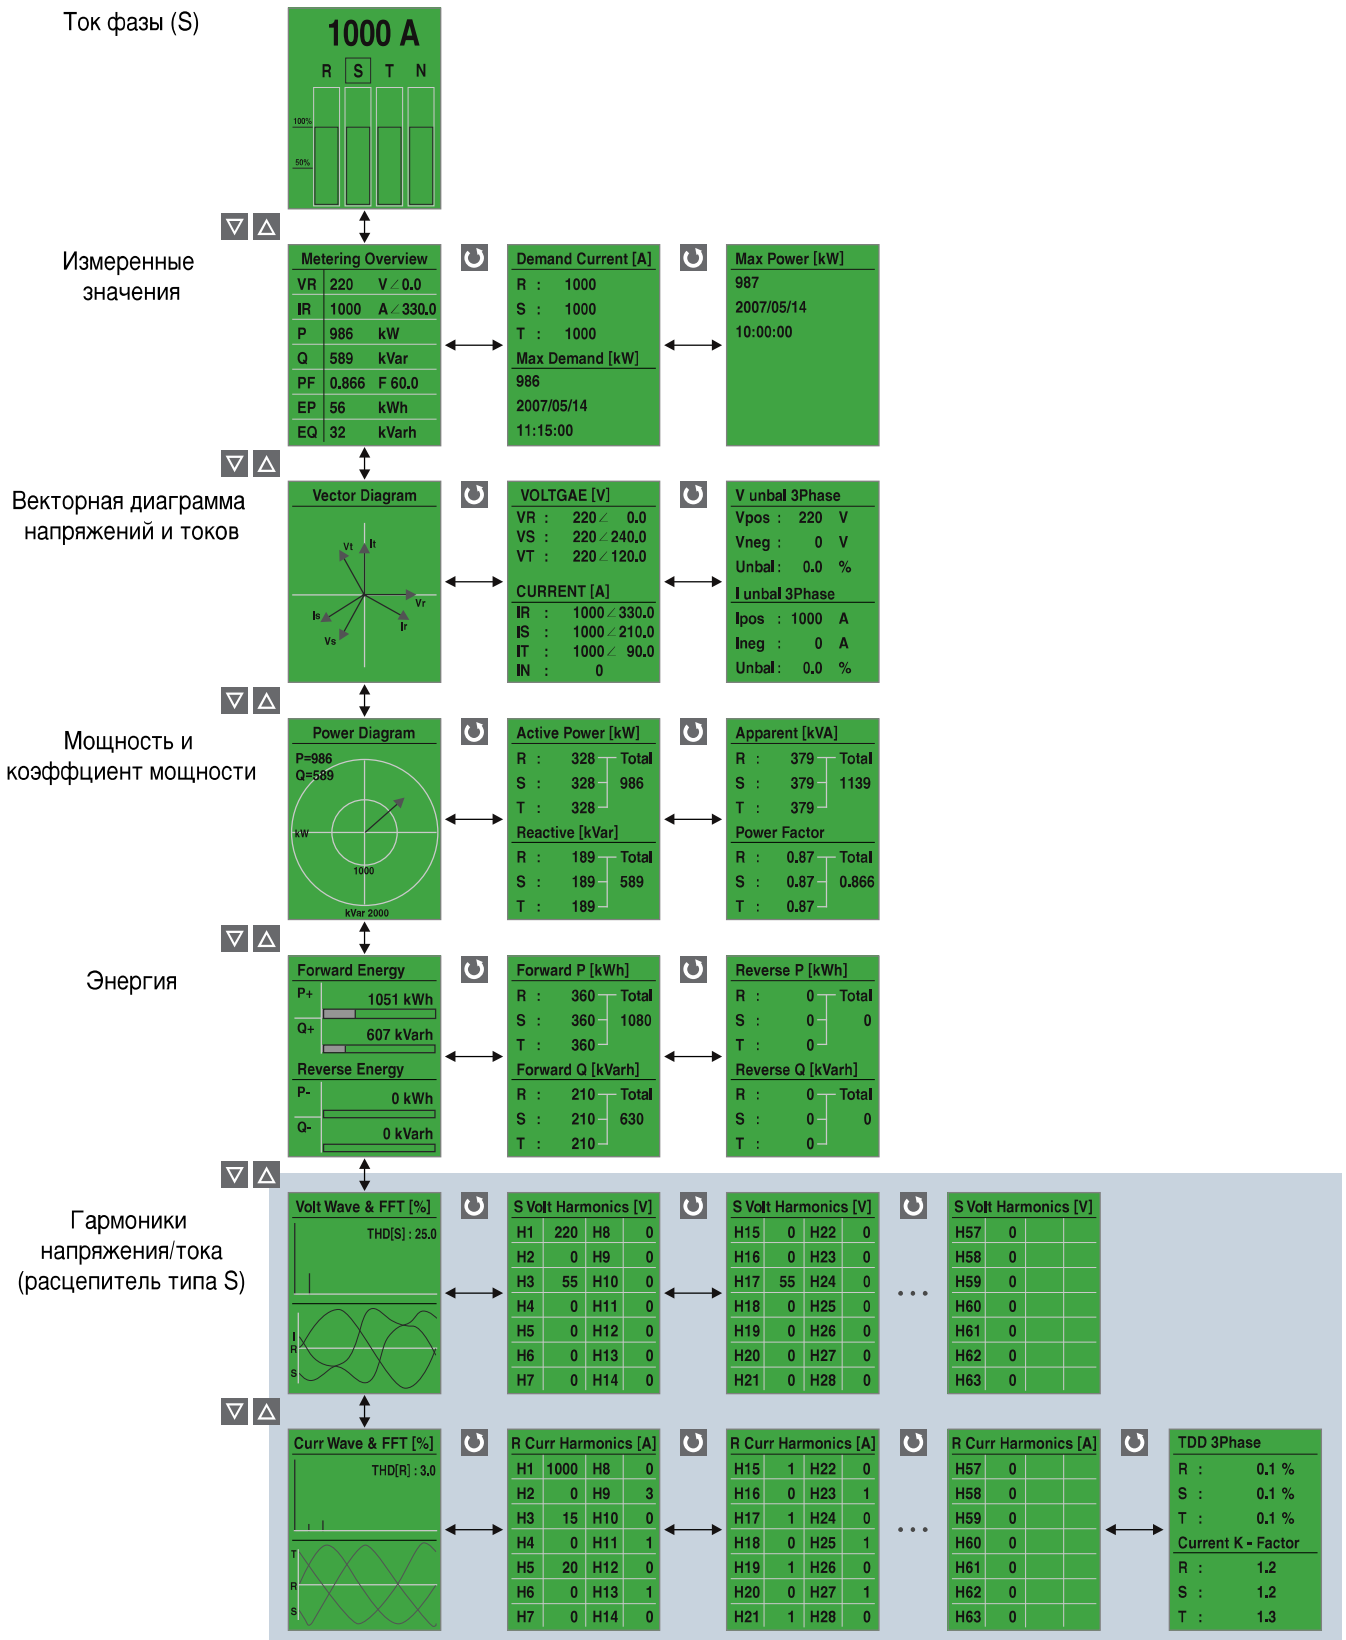 Ток фазы (S)
1000 A
R S T N
100%
50%
Измеренные
значения
Metering Overview
VR 220 V∠0.0
IR 1000 A∠330.0
P 986 kW
Q 589 kVar
PF 0.866 F 60.0
EP 56 kWh
EQ 32 kVarh
Demand Current [A]
R : 1000
S : 1000
T : 1000
Max Demand [kW]
986
2007/05/14
11:15:00
Max Power [kW]
987
2007/05/14
10:00:00
Векторная диаграмма
напряжений и токов
Vector Diagram
Vt It
Vr
Is
Ir
Vs
VOLTGAE [V]
VR : 220∠ 0.0
VS : 220∠240.0
VT : 220∠120.0
CURRENT [A]
IR : 1000∠330.0
IS : 1000∠210.0
IT : 1000∠ 90.0
IN : 0
V unbal 3Phase
Vpos : 220 V
Vneg : 0 V
Unbal : 0.0 %
I unbal 3Phase
Ipos : 1000 A
Ineg : 0 A
Unbal : 0.0 %
Мощность и
коэффциент мощности
Power Diagram
P=986
Q=589
kW
1000
kVar 2000
Active Power [kW]
R : 328 Total
S : 328 986
T : 328
Reactive [kVar]
R : 189 Total
S : 189 589
T : 189
Apparent [kVA]
R : 379 Total
S : 379 1139
T : 379
Power Factor
R : 0.87 Total
S : 0.87 0.866
T : 0.87
Энергия
Forward Energy
P+ 1051 kWh
Q+ 607 kVarh
Reverse Energy
P- 0 kWh
Q- 0 kVarh
Forward P [kWh]
R : 360 Total
S : 360 1080
T : 360
Forward Q [kVarh]
R : 210 Total
S : 210 630
T : 210
Reverse P [kWh]
R : 0 Total
S : 0 0
T : 0
Reverse Q [kVarh]
R : 0 Total
S : 0 0
T : 0
Гармоники
напряжения/тока
(расцепитель типа S)
Volt Wave & FFT [%]
THD[S] : 25.0
I
R
S
S Volt Harmonics [V]
H1 220 H8 0
H2 0 H9 0
H3 55 H10 0
H4 0 H11 0
H5 0 H12 0
H6 0 H13 0
H7 0 H14 0
S Volt Harmonics [V]
H15 0 H22 0
H16 0 H23 0
H17 55 H24 0
H18 0 H25 0
H19 0 H26 0
H20 0 H27 0
H21 0 H28 0
...
S Volt Harmonics [V]
H57 0
H58 0
H59 0
H60 0
H61 0
H62 0
H63 0
Curr Wave & FFT [%]
THD[R] : 3.0
T
R
S
R Curr Harmonics [A]
H1 1000 H8 0
H2 0 H9 3
H3 15 H10 0
H4 0 H11 1
H5 20 H12 0
H6 0 H13 1
H7 0 H14 0
R Curr Harmonics [A]
H15 1 H22 0
H16 0 H23 1
H17 1 H24 0
H18 0 H25 1
H19 1 H26 0
H20 0 H27 1
H21 1 H28 0
...
R Curr Harmonics [A]
H57 0
H58 0
H59 0
H60 0
H61 0
H62 0
H63 0
TDD 3Phase
R : 0.1 %
S : 0.1 %
T : 0.1 %
Current K - Factor
R : 1.2
S : 1.2
T : 1.3